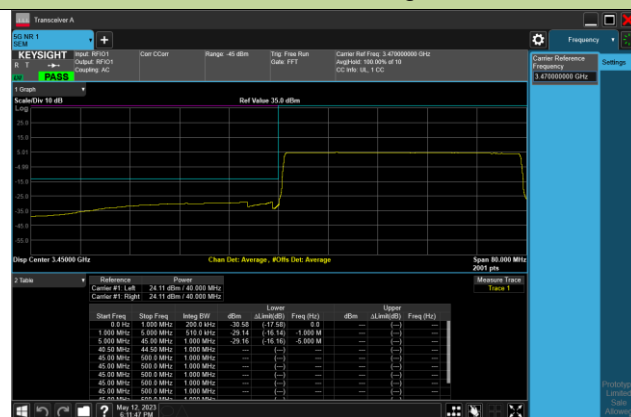 Transceiver A
5G NR 1
SEM
KEYSIGHT
R T
PASS
Input: RFIO1
Output: RFIO1
Coupling: AC
Corr CCorr
Range: -45 dBm
Trig: Free Run
Gate: FFT
Carrier Ref Freq: 3.470000000 GHz
Avg|Hold: 100.00% of 10
CC Info: UL, 1 CC
Frequency
Carrier Reference
Frequency
3.470000000 GHz
Settings
1 Graph
Scale/Div 10 dB
Ref Value 35.0 dBm
Log
25.0
15.0
5.01
-4.99
-15.0
-25.0
-35.0
-45.0
-55.0
Disp Center 3.45000 GHz
Chan Det: Average, #Offs Det: Average
Span 80.000 MHz
2001 pts
2 Table
Measure Trace
Trace 1
Reference Power
Carrier #1: Left 24.11 dBm / 40.000 MHz
Carrier #1: Right 24.11 dBm / 40.000 MHz
Lower Upper
Start Freq Stop Freq Integ BW dBm ΔLimit(dB) Freq (Hz) dBm ΔLimit(dB) Freq (Hz)
0.0 Hz 1.000 MHz 200.0 kHz -30.58 (-17.58) 0.0 --- (---) ---
1.000 MHz 5.000 MHz 510.0 kHz -29.14 (-16.14) -1.000 M --- (---) ---
5.000 MHz 45.00 MHz 1.000 MHz -29.16 (-16.16) -5.000 M --- (---) ---
40.50 MHz 44.50 MHz 1.000 MHz --- (---) --- --- (---) ---
45.00 MHz 500.0 MHz 1.000 MHz --- (---) --- --- (---) ---
45.00 MHz 500.0 MHz 1.000 MHz --- (---) --- --- (---) ---
45.00 MHz 500.0 MHz 1.000 MHz --- (---) --- --- (---) ---
45.00 MHz 500.0 MHz 1.000 MHz --- (---) --- --- (---) ---
45.00 MHz 500.0 MHz 1.000 MHz --- (---) --- --- (---) ---
May 12, 2023
6:11:47 PM